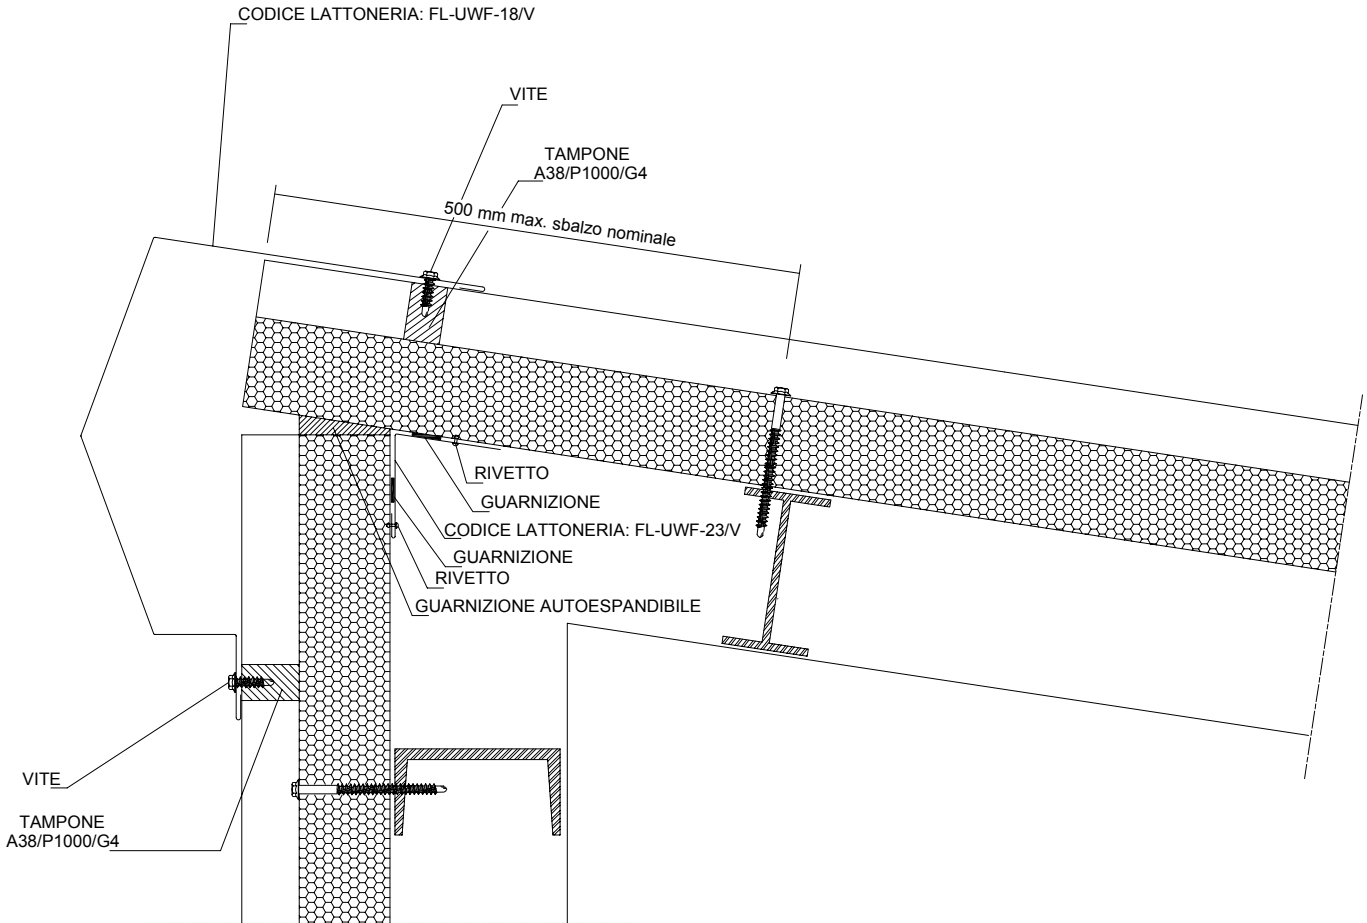 CODICE LATTONERIA: FL-UWF-18/V
VITE
TAMPONE
A38/P1000/G4
500 mm max. sbalzo nominale
RIVETTO
GUARNIZIONE
CODICE LATTONERIA: FL-UWF-23/V
GUARNIZIONE
RIVETTO
GUARNIZIONE AUTOESPANDIBILE
VITE
TAMPONE
A38/P1000/G4